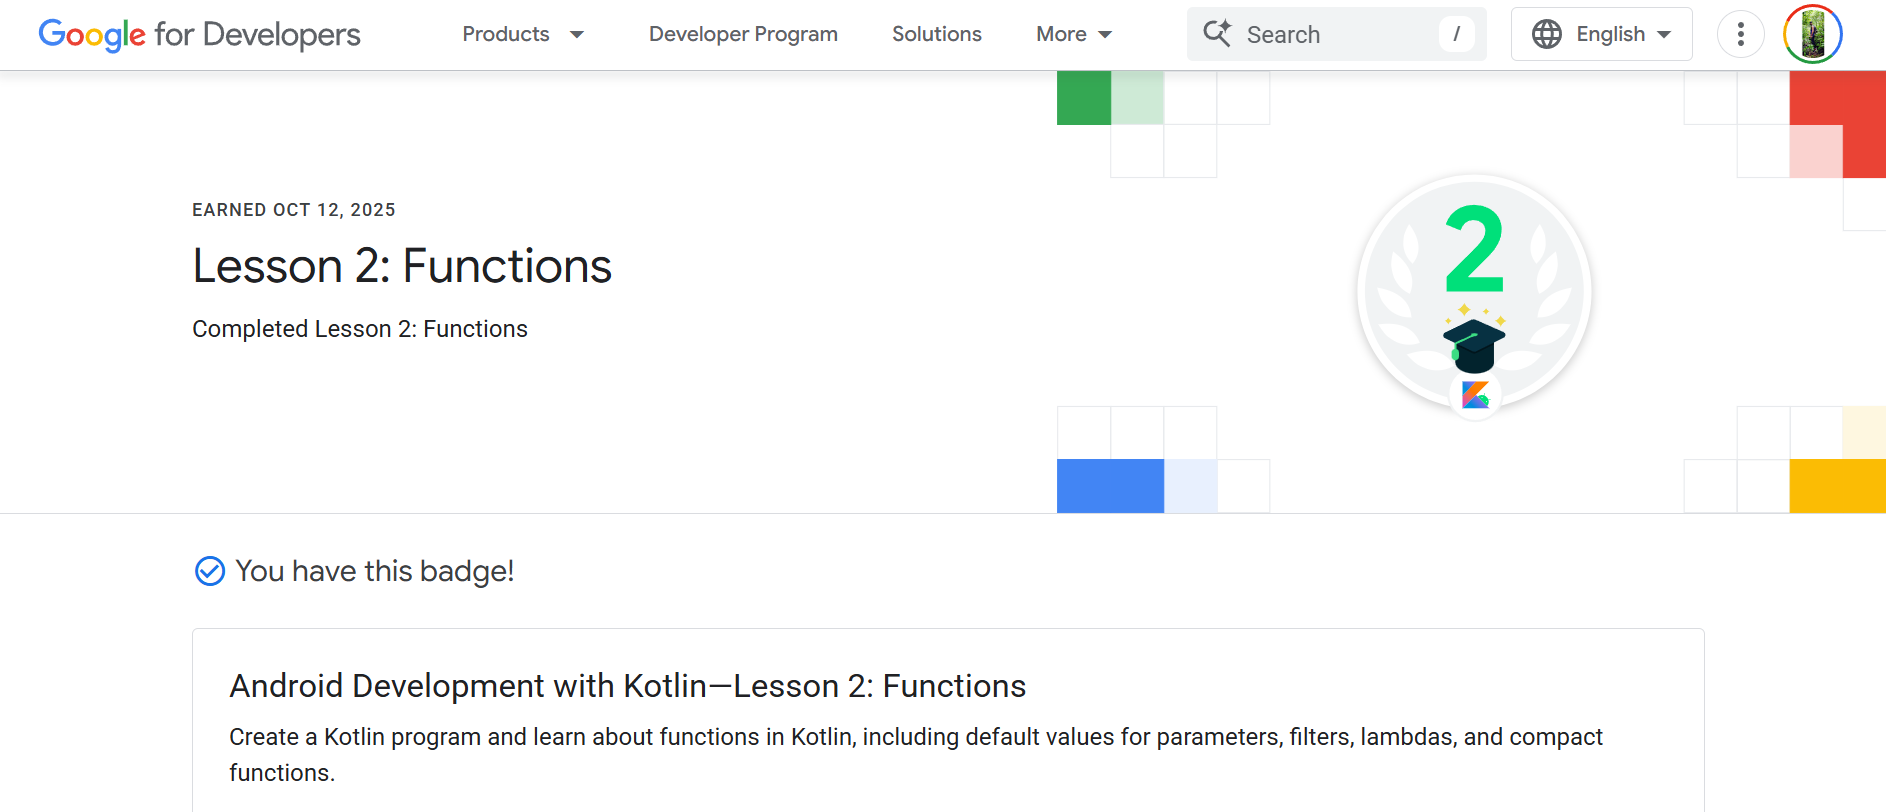 Google for Developers
Products
Developer Program
Solutions
More
Search
/
English
EARNED OCT 12, 2025
Lesson 2: Functions
Completed Lesson 2: Functions
2
You have this badge!
Android Development with Kotlin—Lesson 2: Functions
Create a Kotlin program and learn about functions in Kotlin, including default values for parameters, filters, lambdas, and compact
functions.